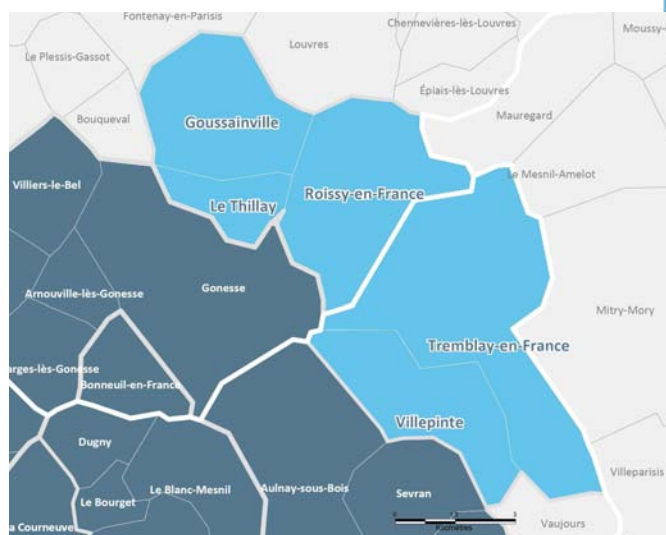 Fontenay-en-Parisis
Chennevières-lès-Louvres
Moussy-
Louvres
Le Plessis-Gassot
Épiais-lès-Louvres
Bouqueval
Mauregard
Goussainville
Le Mesnil-Amelot
Villiers-le-Bel
Roissy-en-France
Le Thillay
Gonesse
Arnouville-lès-Gonesse
Mitry-Mory
Tremblay-en-France
arges-lès-Gonesse
Bonneuil-en-France
Villepinte
Dugny
Villeparisis
Le Blanc-Mesnil
Aulnay-sous-Bois
Sevran
Le Bourget
a Courneuve
Vaujours
Kilomètres